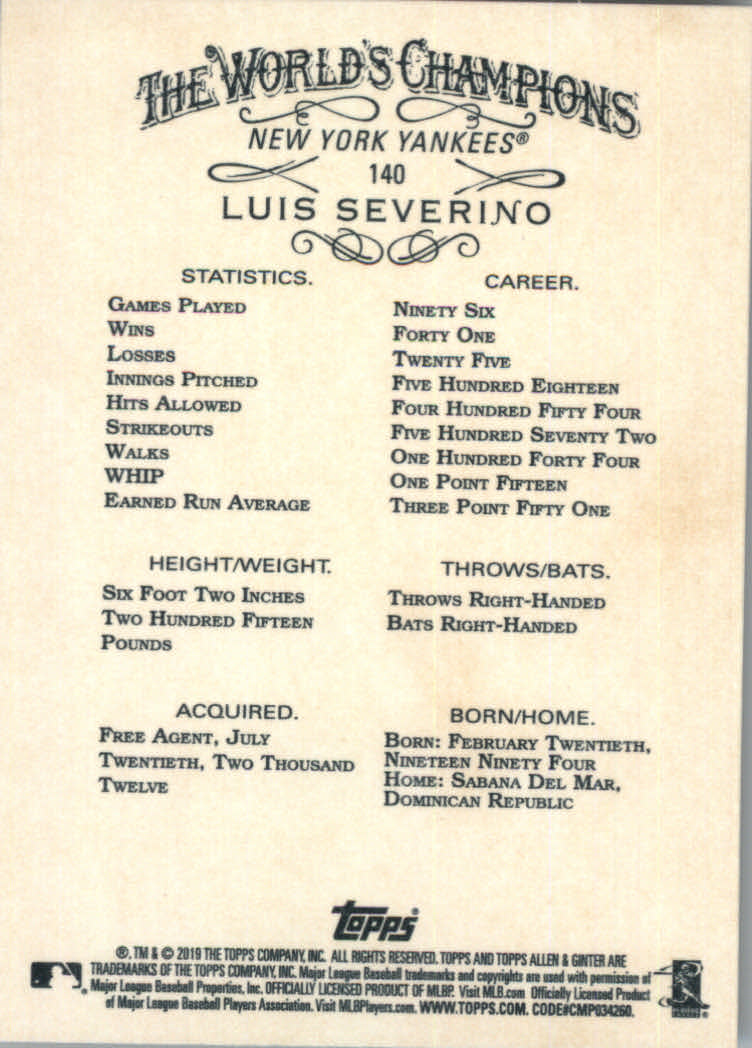 THE WORLD'S CHAMPIONS
NEW YORK YANKEES®
140
LUIS SEVERINO
STATISTICS. CAREER.
GAMES PLAYED NINETY SIX
WINS FORTY ONE
LOSSES TWENTY FIVE
INNINGS PITCHED FIVE HUNDRED EIGHTEEN
HITS ALLOWED FOUR HUNDRED FIFTY FOUR
STRIKEOUTS FIVE HUNDRED SEVENTY TWO
WALKS ONE HUNDRED FORTY FOUR
WHIP ONE POINT FIFTEEN
EARNED RUN AVERAGE THREE POINT FIFTY ONE
HEIGHT/WEIGHT.
SIX FOOT TWO INCHES
TWO HUNDRED FIFTEEN
POUNDS
THROWS/BATS.
THROWS RIGHT-HANDED
BATS RIGHT-HANDED
ACQUIRED.
FREE AGENT, JULY
TWENTIETH, TWO THOUSAND
TWELVE
BORN/HOME.
BORN: FEBRUARY TWENTIETH,
NINETEEN NINETY FOUR
HOME: SABANA DEL MAR,
DOMINICAN REPUBLIC
topps®
®, TM & © 2019 THE TOPPS COMPANY, INC. ALL RIGHTS RESERVED. TOPPS AND TOPPS ALLEN & GINTER ARE
TRADEMARKS OF THE TOPPS COMPANY, INC. Major League Baseball trademarks and copyrights are used with permission of
Major League Baseball Properties, Inc. OFFICIALLY LICENSED PRODUCT OF MLBP. Visit MLB.com Officially Licensed Product
of Major League Baseball Players Association. Visit MLBPlayers.com. WWW.TOPPS.COM. CODE#CMP034260.